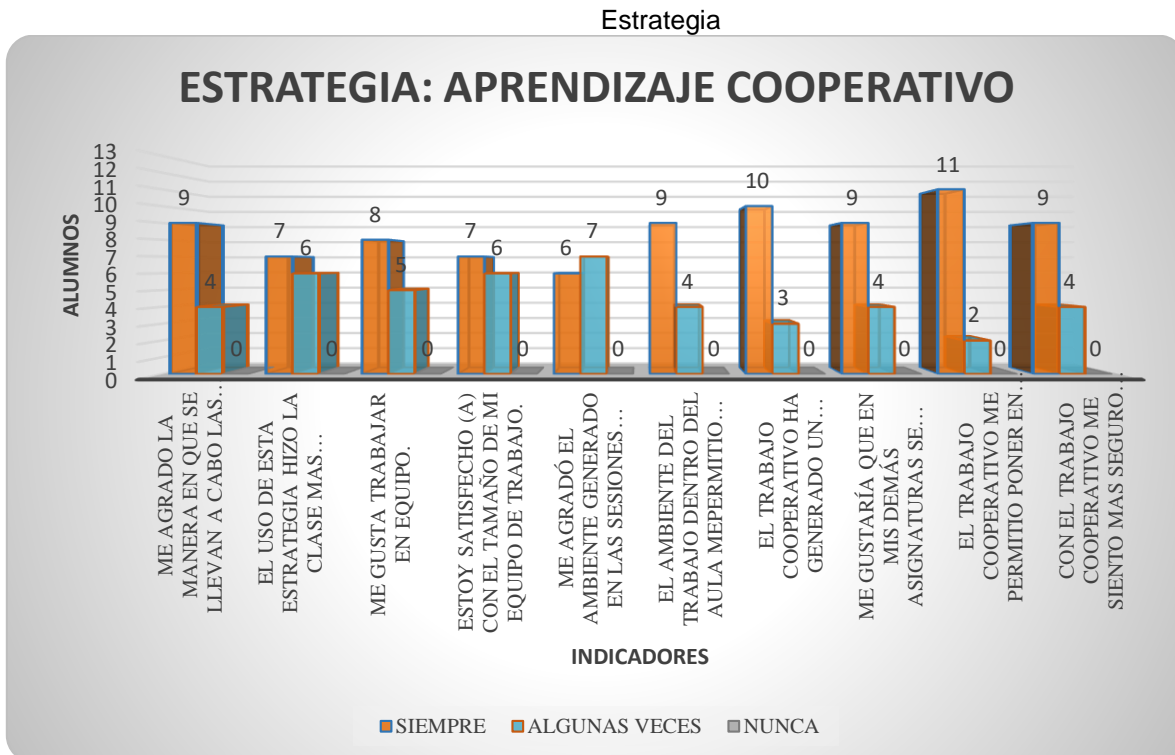 Estrategia
ESTRATEGIA: APRENDIZAJE COOPERATIVO
ALUMNOS
13
12
11
10
9
8
7
6
5
4
3
2
1
0
9
4
0
7
6
0
8
5
0
7
6
0
6
7
0
9
4
0
10
3
0
9
4
0
11
2
0
9
4
0
ME AGRADO LA
MANERA EN QUE SE
LLEVAN A CABO LAS…
EL USO DE ESTA
ESTRATEGIA HIZO LA
CLASE MAS…
ME GUSTA TRABAJAR
EN EQUIPO.
ESTOY SATISFECHO (A)
CON EL TAMAÑO DE MI
EQUIPO DE TRABAJO.
ME AGRADÓ EL
AMBIENTE GENERADO
EN LAS SESIONES…
EL AMBIENTE DEL
TRABAJO DENTRO DEL
AULA MEPERMITIO…
EL TRABAJO
COOPERATIVO HA
GENERADO UN…
ME GUSTARÍA QUE EN
MIS DEMÁS
ASIGNATURAS SE…
EL TRABAJO
COOPERATIVO ME
PERMITIO PONER EN…
CON EL TRABAJO
COOPERATIVO ME
SIENTO MAS SEGURO…
INDICADORES
SIEMPRE
ALGUNAS VECES
NUNCA